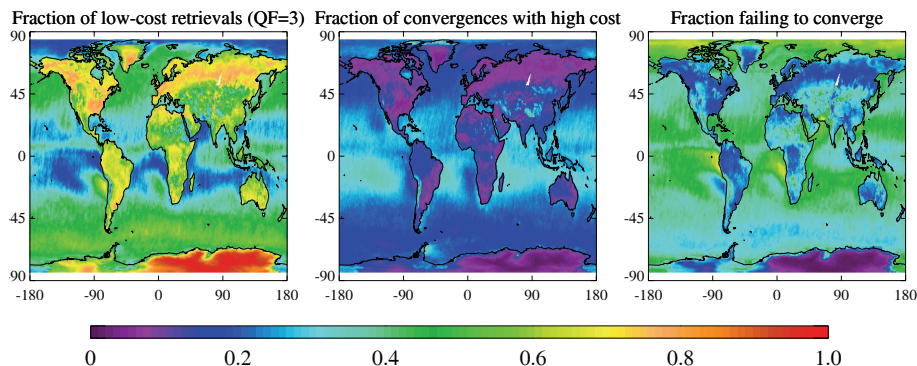 Fraction of low-cost retrievals (QF=3) Fraction of convergences with high cost Fraction failing to converge
90 90 90
45 45 45
0 0 0
-45 -45 -45
-90 -90 -90
-180 -90 0 90 180 -180 -90 0 90 180 -180 -90 0 90 180
0 0.2 0.4 0.6 0.8 1.0